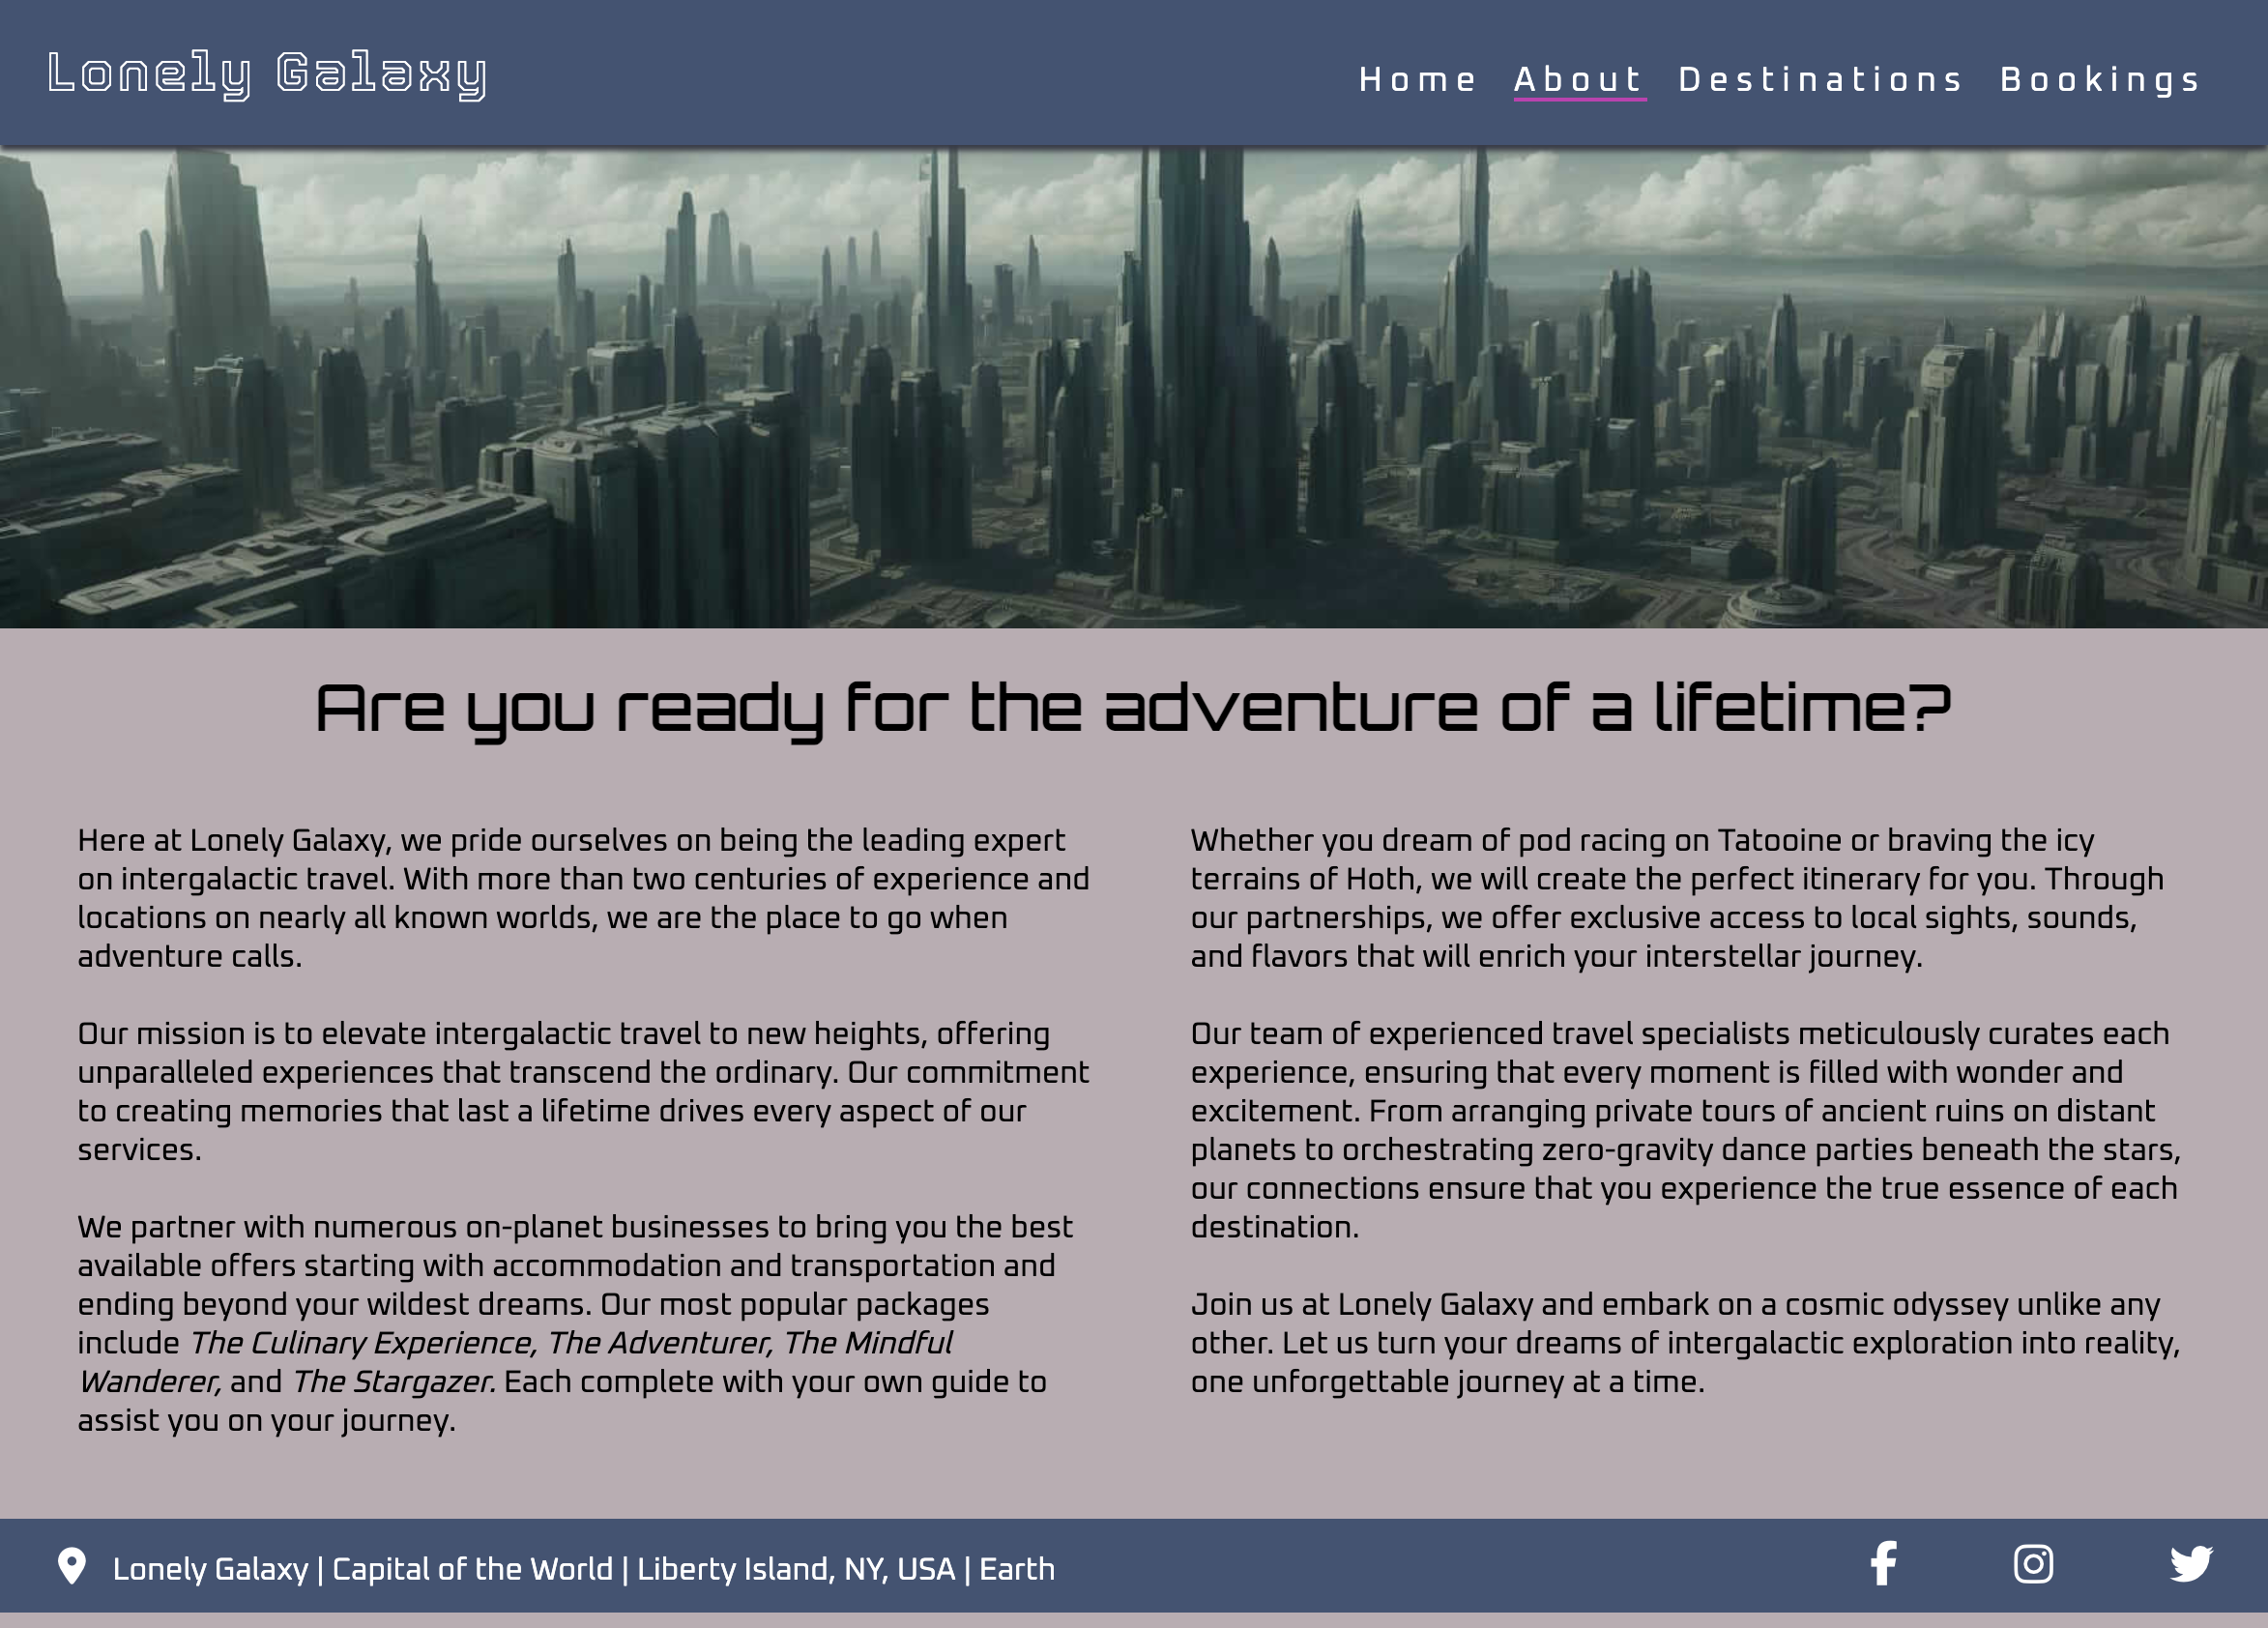 Lonely Galaxy
Home About Destinations Bookings
Are you ready for the adventure of a lifetime?
Here at Lonely Galaxy, we pride ourselves on being the leading expert
on intergalactic travel. With more than two centuries of experience and
locations on nearly all known worlds, we are the place to go when
adventure calls.
Our mission is to elevate intergalactic travel to new heights, offering
unparalleled experiences that transcend the ordinary. Our commitment
to creating memories that last a lifetime drives every aspect of our
services.
We partner with numerous on-planet businesses to bring you the best
available offers starting with accommodation and transportation and
ending beyond your wildest dreams. Our most popular packages
include The Culinary Experience, The Adventurer, The Mindful
Wanderer, and The Stargazer. Each complete with your own guide to
assist you on your journey.
Whether you dream of pod racing on Tatooine or braving the icy
terrains of Hoth, we will create the perfect itinerary for you. Through
our partnerships, we offer exclusive access to local sights, sounds,
and flavors that will enrich your interstellar journey.
Our team of experienced travel specialists meticulously curates each
experience, ensuring that every moment is filled with wonder and
excitement. From arranging private tours of ancient ruins on distant
planets to orchestrating zero-gravity dance parties beneath the stars,
our connections ensure that you experience the true essence of each
destination.
Join us at Lonely Galaxy and embark on a cosmic odyssey unlike any
other. Let us turn your dreams of intergalactic exploration into reality,
one unforgettable journey at a time.
Lonely Galaxy | Capital of the World | Liberty Island, NY, USA | Earth